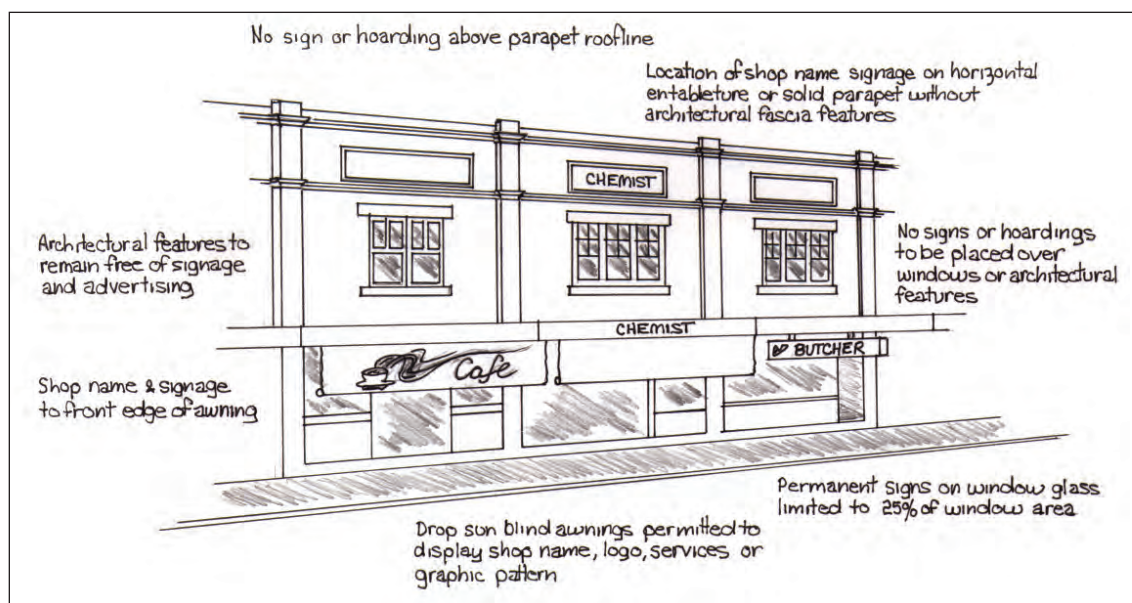 No sign or hoarding above parapet roofline
Location of shop name signage on horizontal
entableture or solid parapet without
architectural fascia features
CHEMIST
Architectural features to
remain free of signage
and advertising
No signs or hoardings
to be placed over
windows or architectural
features
CHEMIST
BUTCHER
Cafe
Shop name & signage
to front edge of awning
Permanent signs on window glass
limited to 25% of window area
Drop sun blind awnings permitted to
display shop name, logo, services or
graphic pattern